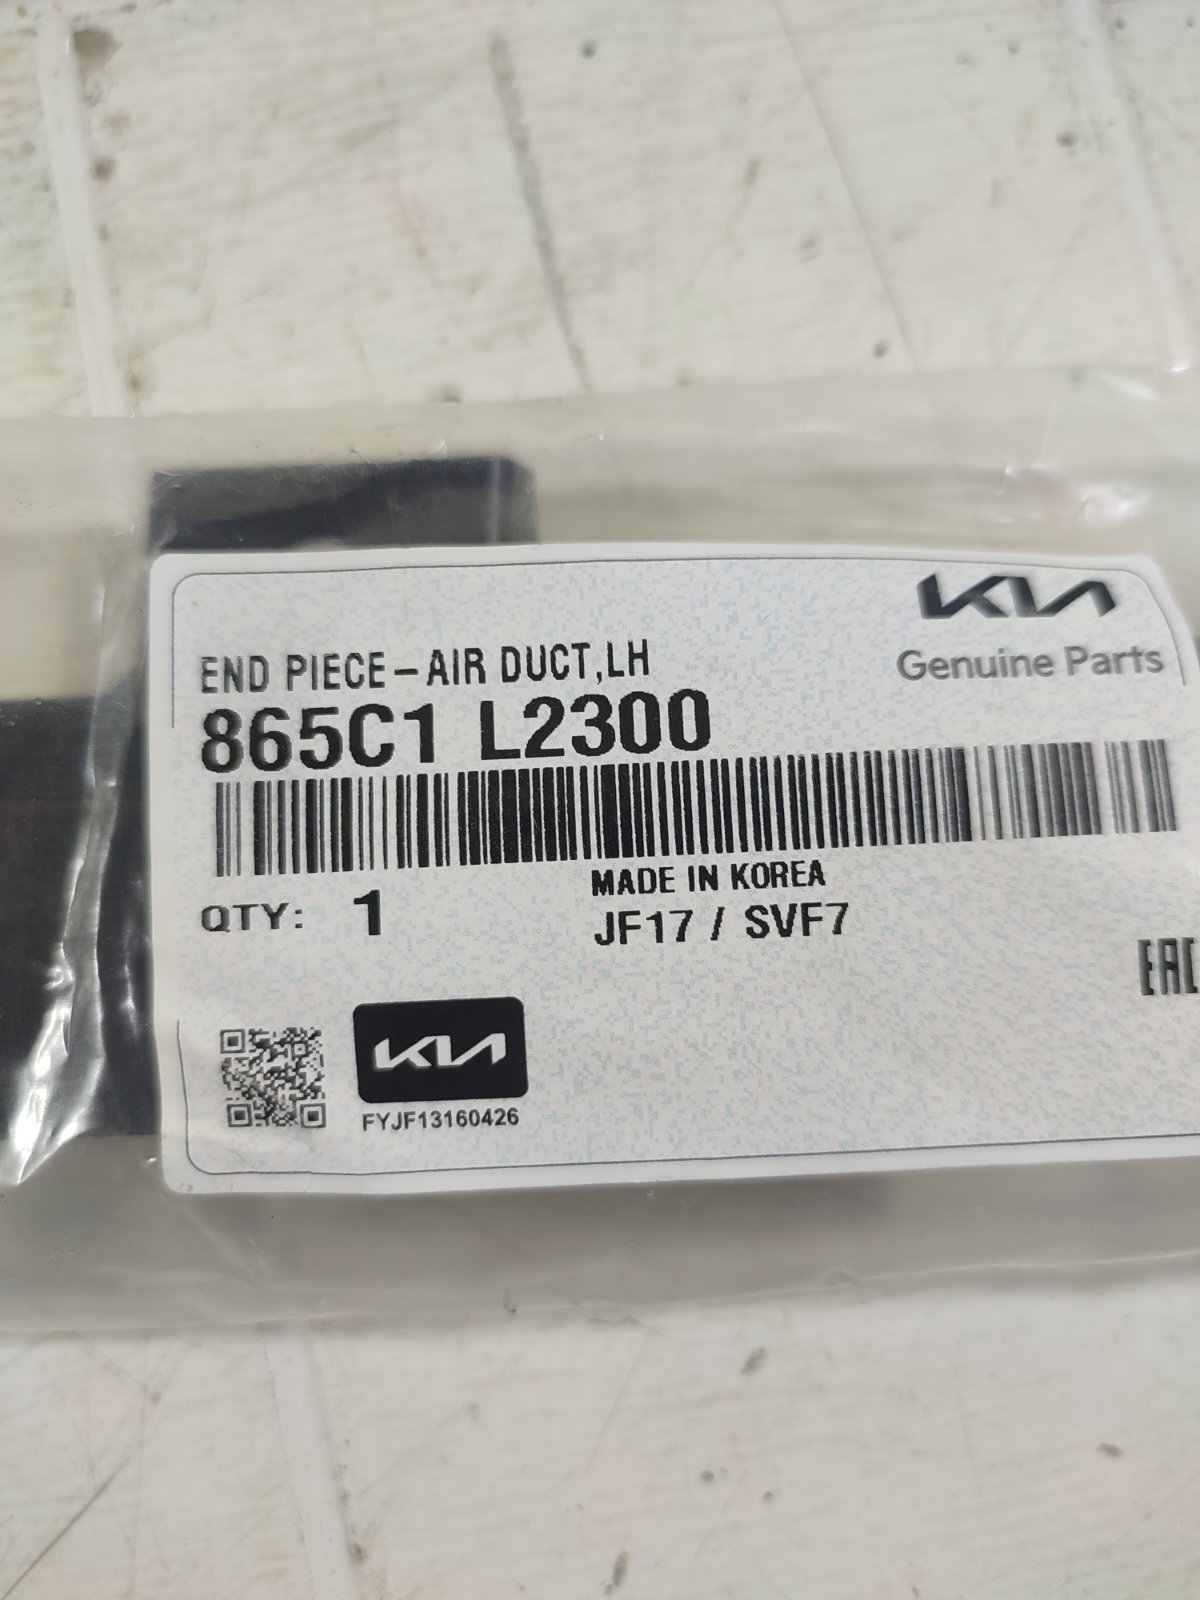 KIA
Genuine Parts
END PIECE-AIR DUCT,LH
865C1 L2300
MADE IN KOREA
QTY: 1
JF17 / SVF7
EAC
KIA
FYJF13160426